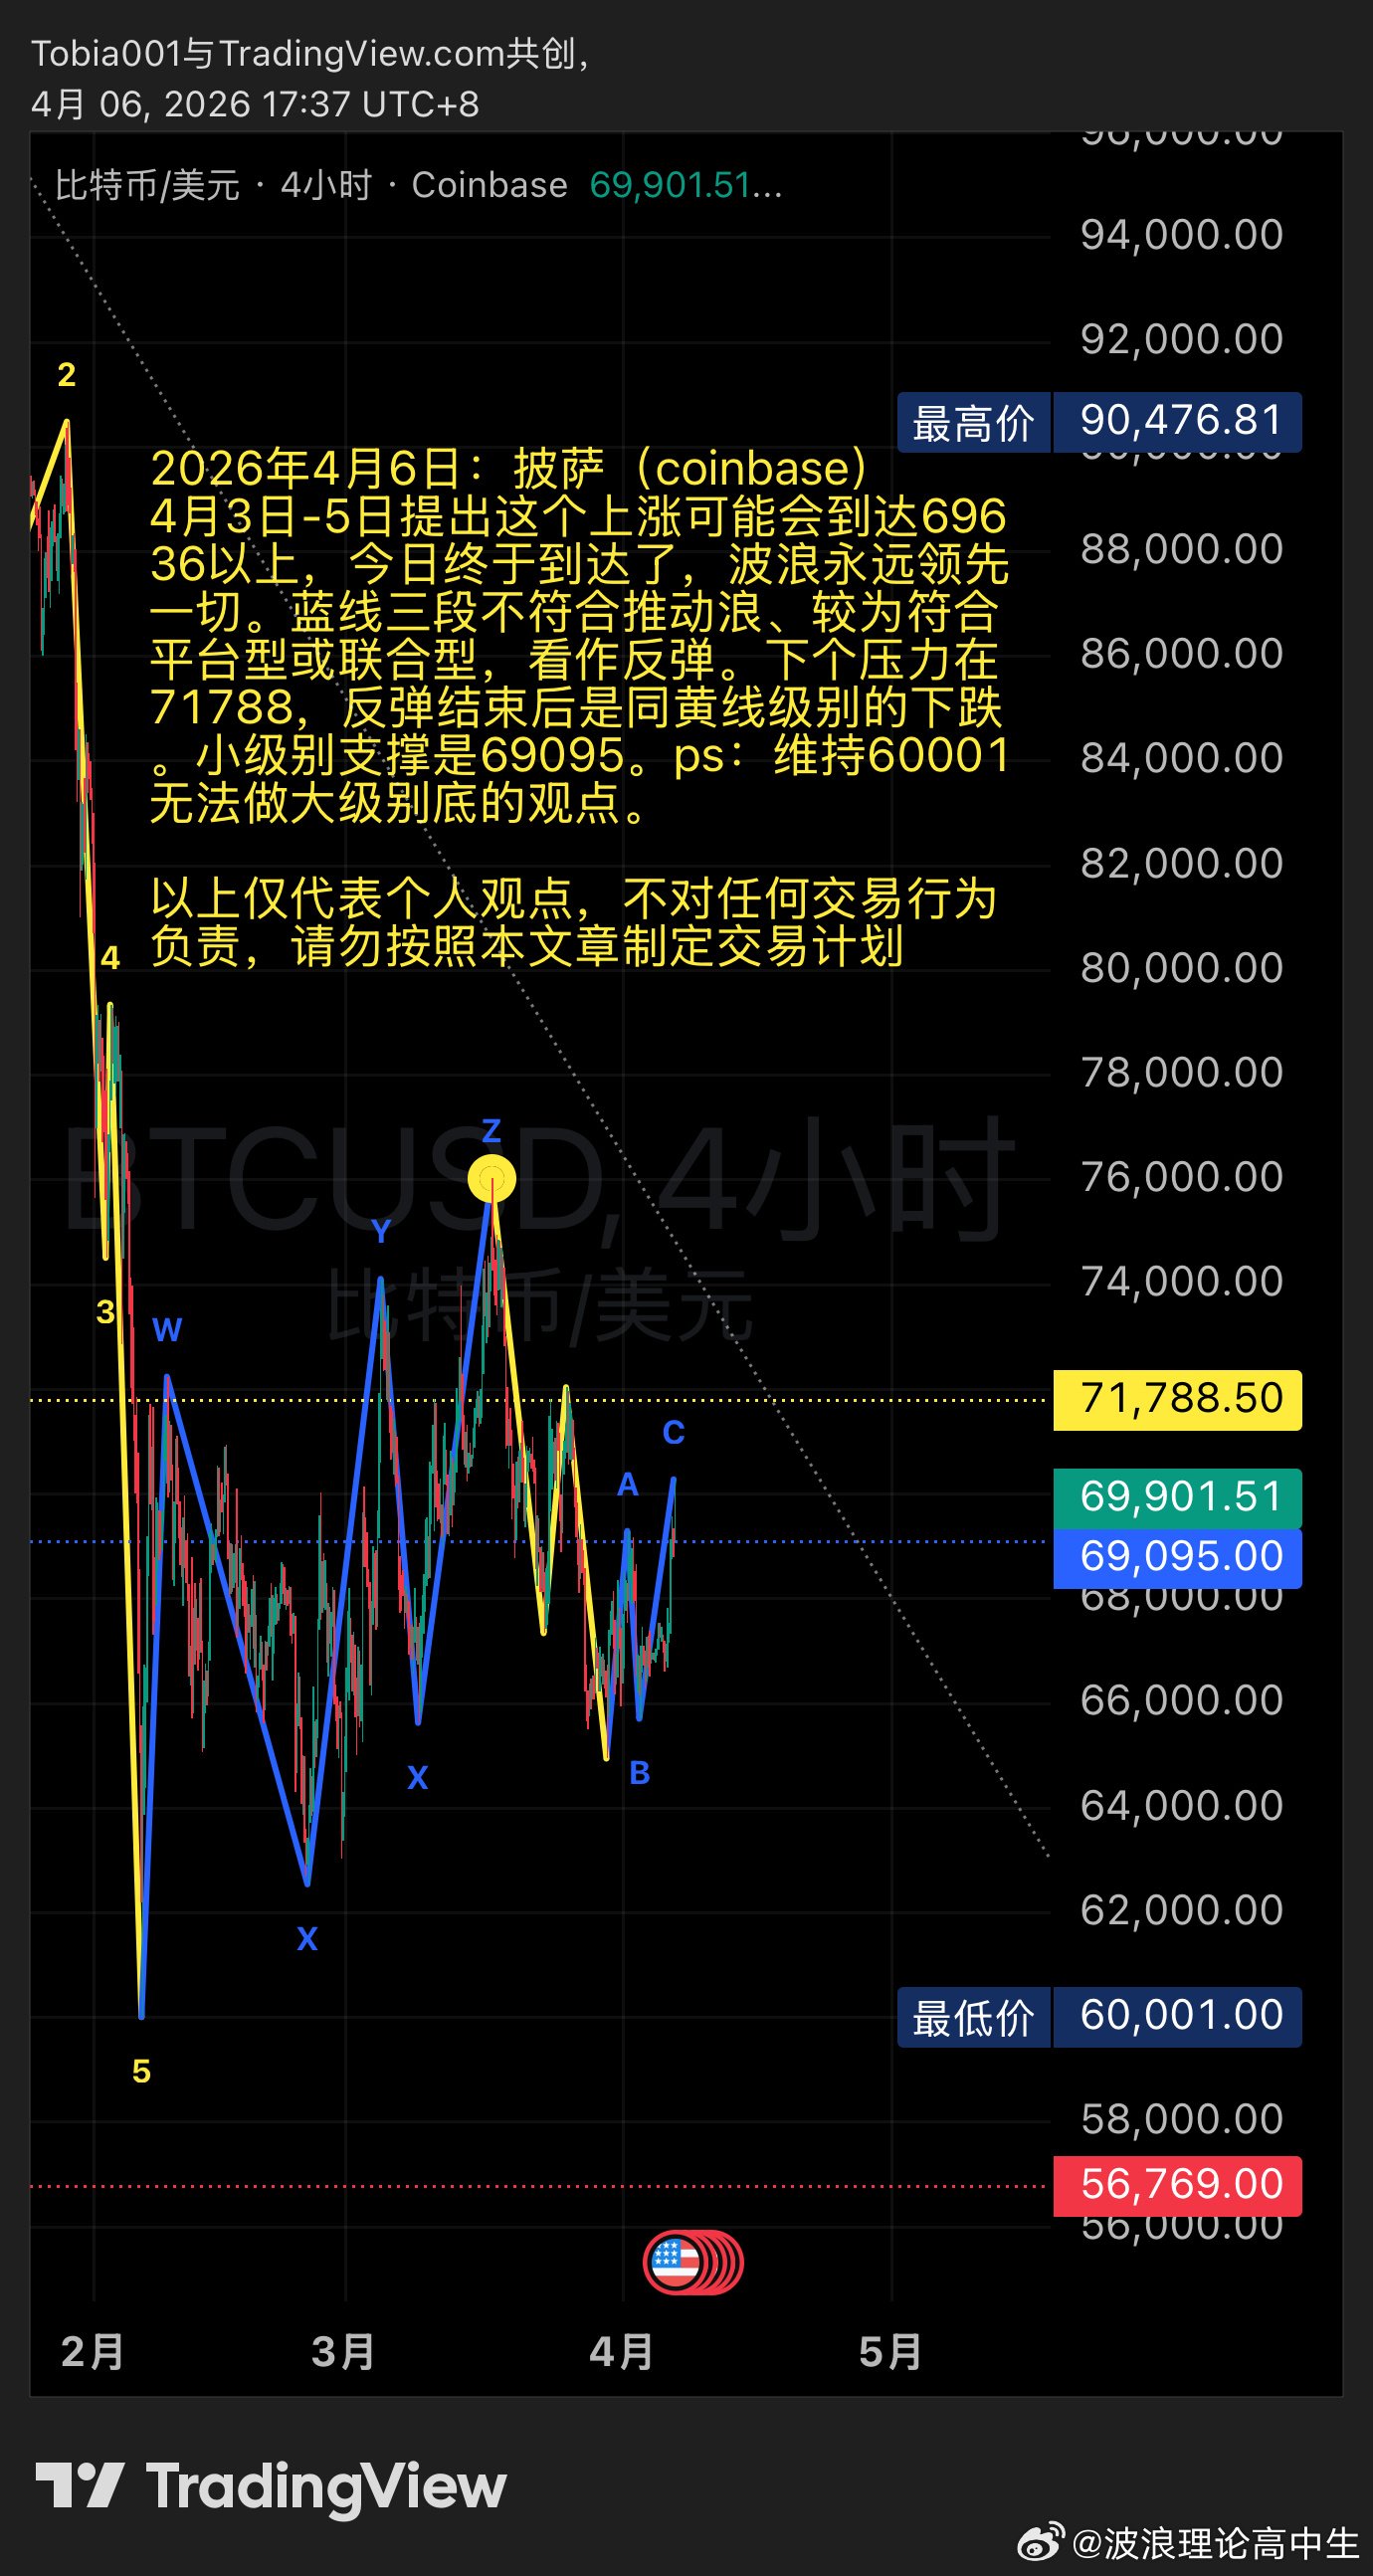 Tobia001与TradingView.com共创，
4月 06, 2026 17:37 UTC+8
比特币/美元 · 4小时 · Coinbase 69,901.51...
94,000.00
92,000.00
最高价 90,476.81
88,000.00
86,000.00
84,000.00
82,000.00
80,000.00
78,000.00
76,000.00
74,000.00
71,788.50
69,901.51
69,095.00
68,000.00
66,000.00
64,000.00
62,000.00
最低价 60,001.00
58,000.00
56,769.00
56,000.00
2026年4月6日：披萨（coinbase）
4月3日-5日提出这个上涨可能会到达696
36以上，今日终于到达了，波浪永远领先
一切。蓝线三段不符合推动浪、较为符合
平台型或联合型，看作反弹。下个压力在
71788，反弹结束后是同黄线级别的下跌
。小级别支撑是69095。ps：维持60001
无法做大级别底的观点。
以上仅代表个人观点，不对任何交易行为
负责，请勿按照本文章制定交易计划
BTCUSD, 4小时
比特币/美元
2
4
3
5
W
X
Y
X
Z
A
B
C
2月 3月 4月 5月
TradingView
@波浪理论高中生